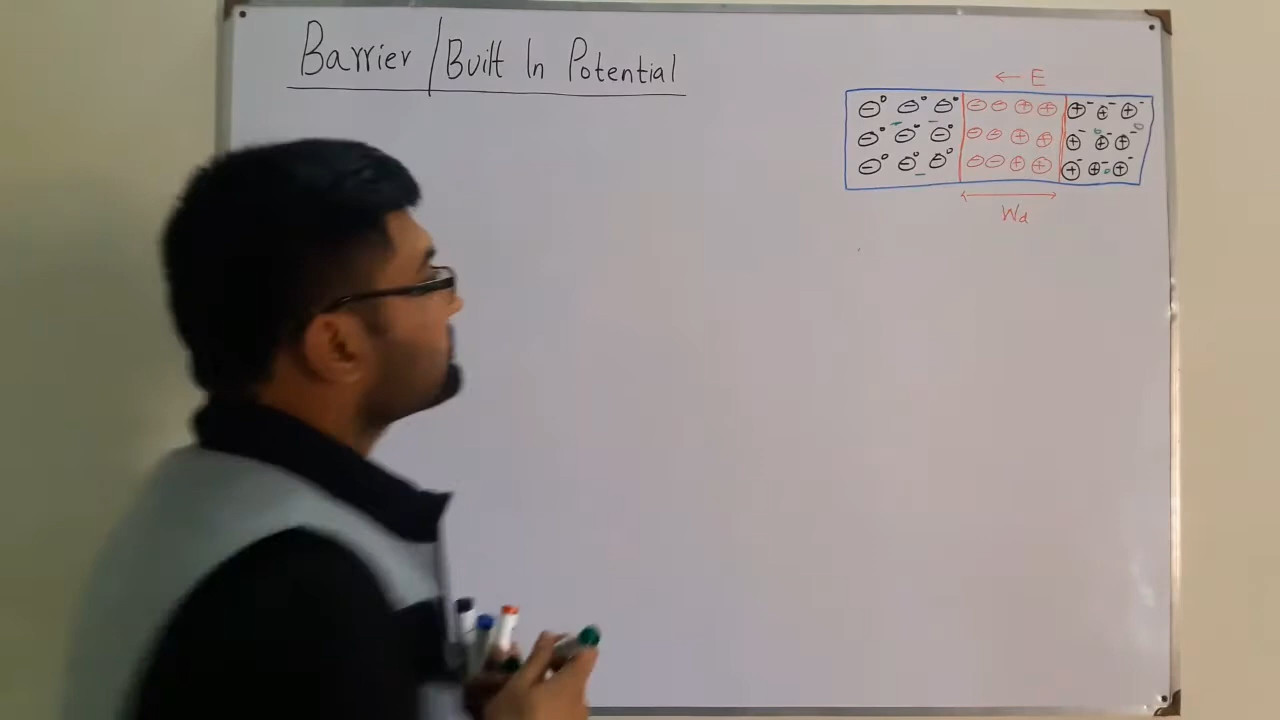 Barrier/Built In Potential
← E
⊖° ⊖° ⊖° ⊖ ⊖ ⊕ ⊕ ⊕⁻ ⊕⁻ ⊕⁻
⊖° ⊖° ⊖° ⊖ ⊖ ⊕ ⊕ ⊕⁻ ⊕⁻ ⊕⁻
⊖° ⊖° ⊖° ⊖ ⊖ ⊕ ⊕ ⊕⁻ ⊕⁻ ⊕⁻
Wd